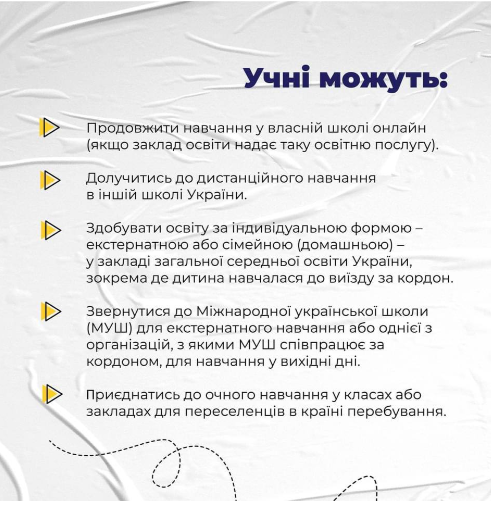 Учні можуть:
Продовжити навчання у власній школі онлайн
(якщо заклад освіти надає таку освітню послугу).
Долучитись до дистанційного навчання
в іншій школі України.
Здобувати освіту за індивідуальною формою –
екстернатною або сімейною (домашньою) –
у закладі загальної середньої освіти України,
зокрема де дитина навчалася до виїзду за кордон.
Звернутися до Міжнародної української школи
(МУШ) для екстернатного навчання або однієї з
організацій, з якими МУШ співпрацює за
кордоном, для навчання у вихідні дні.
Приєднатись до очного навчання у класах або
закладах для переселенців в країні перебування.